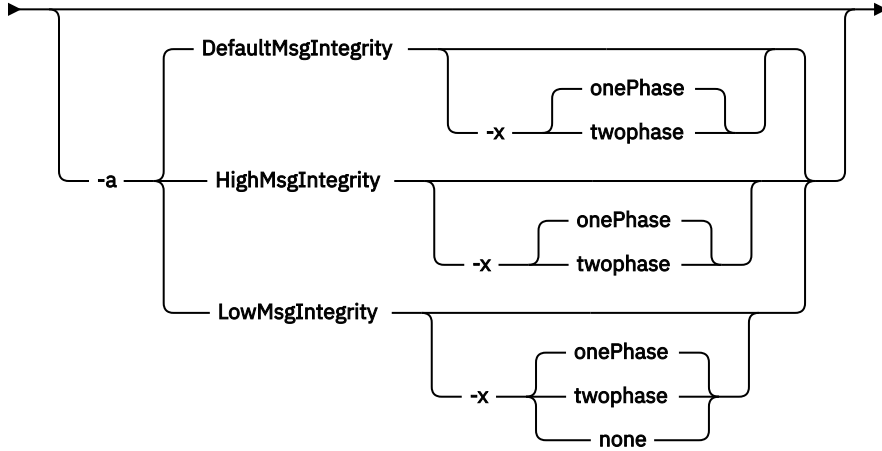 DefaultMsgIntegrity
onePhase
-x
twophase
-a
HighMsgIntegrity
onePhase
-x
twophase
LowMsgIntegrity
onePhase
-x
twophase
none